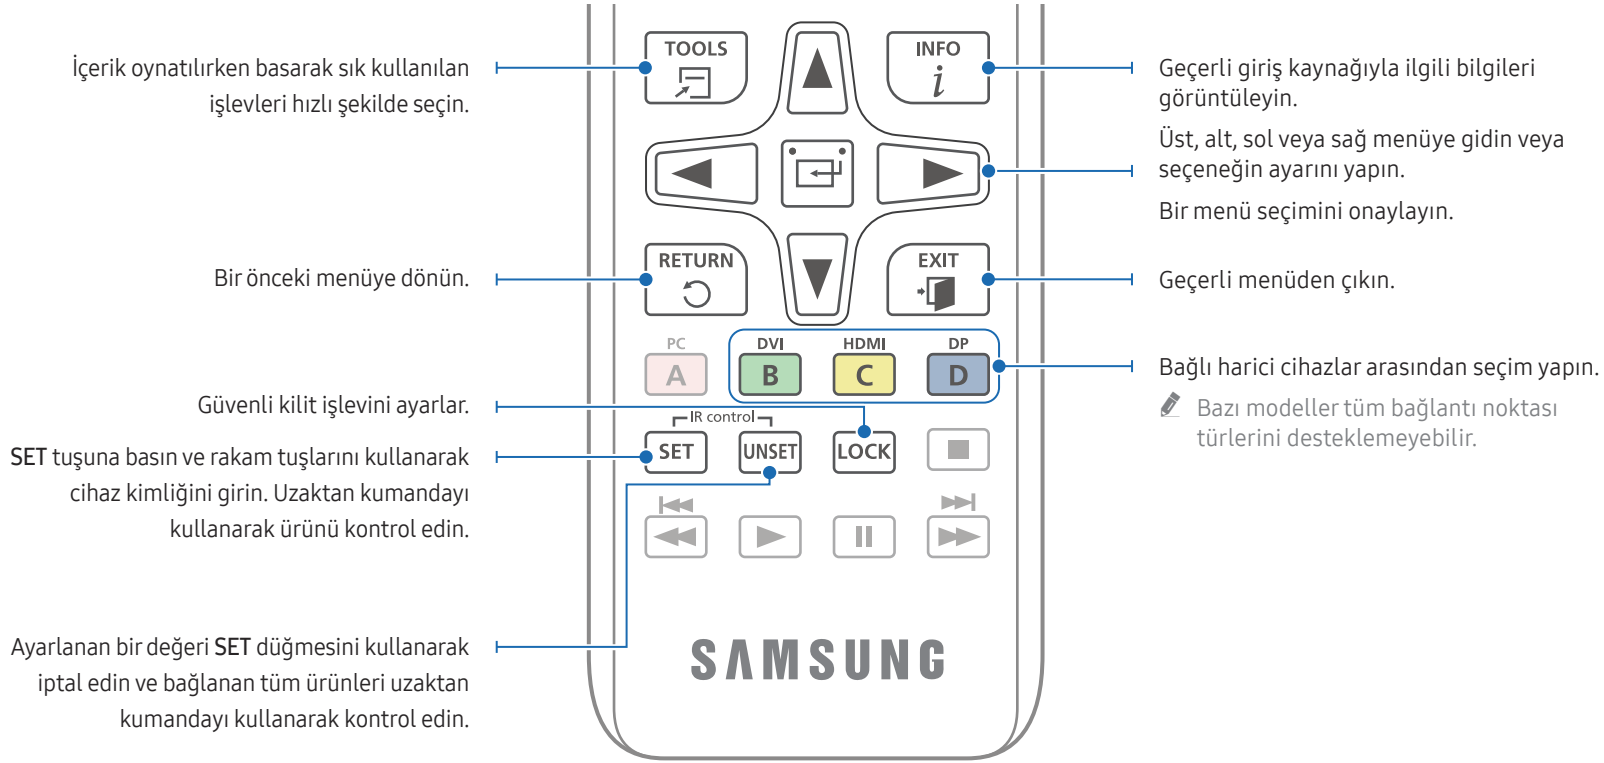 İçerik oynatılırken basarak sık kullanılan
işlevleri hızlı şekilde seçin.
Bir önceki menüye dönün.
Güvenli kilit işlevini ayarlar.
SET tuşuna basın ve rakam tuşlarını kullanarak
cihaz kimliğini girin. Uzaktan kumandayı
kullanarak ürünü kontrol edin.
Ayarlanan bir değeri SET düğmesini kullanarak
iptal edin ve bağlanan tüm ürünleri uzaktan
kumandayı kullanarak kontrol edin.
TOOLS
INFO
i
RETURN
EXIT
PC
DVI
HDMI
DP
A
B
C
D
IR control
SET
UNSET
LOCK
SAMSUNG
Geçerli giriş kaynağıyla ilgili bilgileri
görüntüleyin.
Üst, alt, sol veya sağ menüye gidin veya
seçeneğin ayarını yapın.
Bir menü seçimini onaylayın.
Geçerli menüden çıkın.
Bağlı harici cihazlar arasından seçim yapın.
Bazı modeller tüm bağlantı noktası
türlerini desteklemeyebilir.